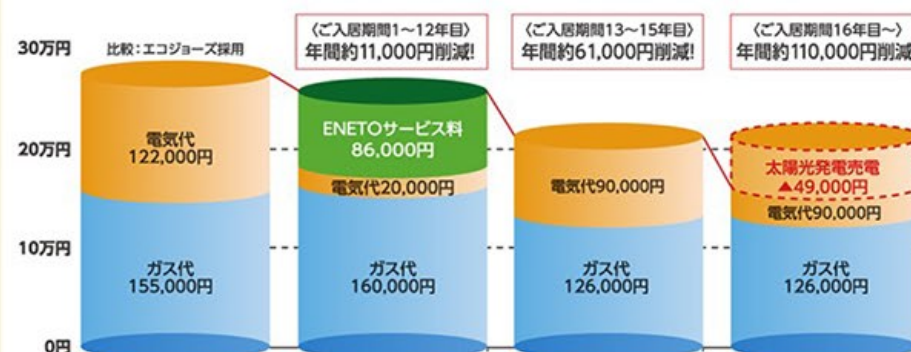 〈ご入居期間1〜12年目〉
年間約11,000円削減!
〈ご入居期間13〜15年目〉
年間約61,000円削減!
〈ご入居期間16年目〜〉
年間約110,000円削減
30万円
比較：エコジョーズ採用
20万円
10万円
0円
電気代
122,000円
ガス代
155,000円
ENETOサービス料
86,000円
電気代20,000円
ガス代
160,000円
電気代90,000円
ガス代
126,000円
太陽光発電売電
▲49,000円
電気代90,000円
ガス代
126,000円